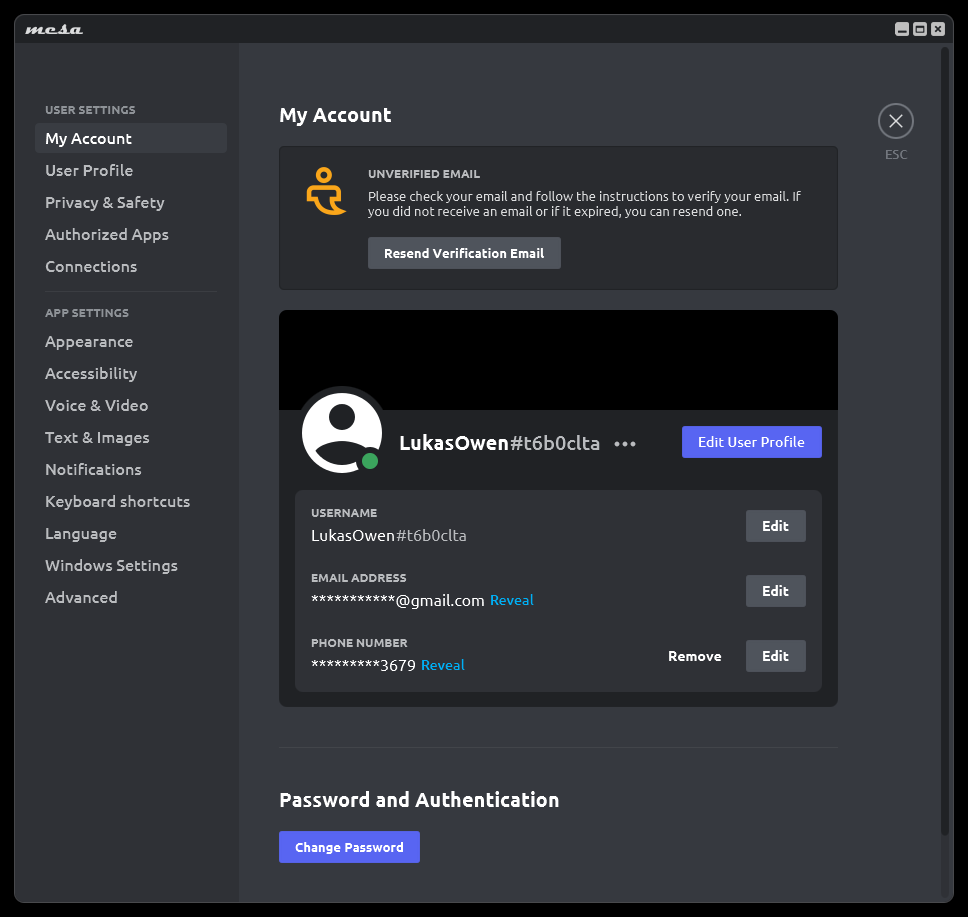 mesa
USER SETTINGS
My Account
User Profile
Privacy & Safety
Authorized Apps
Connections
APP SETTINGS
Appearance
Accessibility
Voice & Video
Text & Images
Notifications
Keyboard shortcuts
Language
Windows Settings
Advanced
My Account
ESC
UNVERIFIED EMAIL
Please check your email and follow the instructions to verify your email. If
you did not receive an email or if it expired, you can resend one.
Resend Verification Email
LukasOwen#t6b0clta
Edit User Profile
USERNAME
LukasOwen#t6b0clta
Edit
EMAIL ADDRESS
***********@gmail.com Reveal
Edit
PHONE NUMBER
*********3679 Reveal
Remove
Edit
Password and Authentication
Change Password